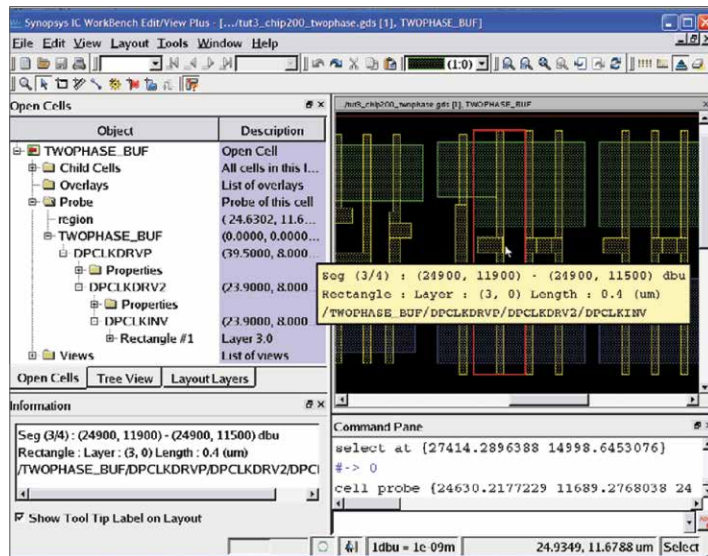 Synopsys IC WorkBench Edit/View Plus - [.../tut3_chip200_twophase.gds [1], TWOPHASE_BUF]
File Edit View Layout Tools Window Help
(1:0)
Open Cells
.../tut3_chip200_twophase.gds [1], TWOPHASE_BUF
Object Description
TWOPHASE_BUF Open Cell
Child Cells All cells in this l...
Overlays List of overlays
Probe Probe of this cell
region (24.6302, 11.6...
TWOPHASE_BUF (0.0000, 0.0000...
DPCLKDRVP (39.5000, 8.000...
Properties
DPCLKDRV2 (23.9000, 8.000...
Properties
DPCLKINV (23.9000, 8.000...
Rectangle #1 Layer 3.0
Views List of views
Seg (3/4) : (24900, 11900) - (24900, 11500) dbu
Rectangle : Layer : (3, 0) Length : 0.4 (um)
/TWOPHASE_BUF/DPCLKDRVP/DPCLKDRV2/DPCLKINV
Open Cells Tree View Layout Layers
Information
Seg (3/4) : (24900, 11900) - (24900, 11500) dbu
Rectangle : Layer : (3, 0) Length : 0.4 (um)
/TWOPHASE_BUF/DPCLKDRVP/DPCLKDRV2/DPCI
Show Tool Tip Label on Layout
Command Pane
select at {27414.2896388 14998.6453076}
#-> 0
cell probe {24630.2177229 11689.2768038 24
1dbu = 1e-09m 24.9349, 11.6788 um Select